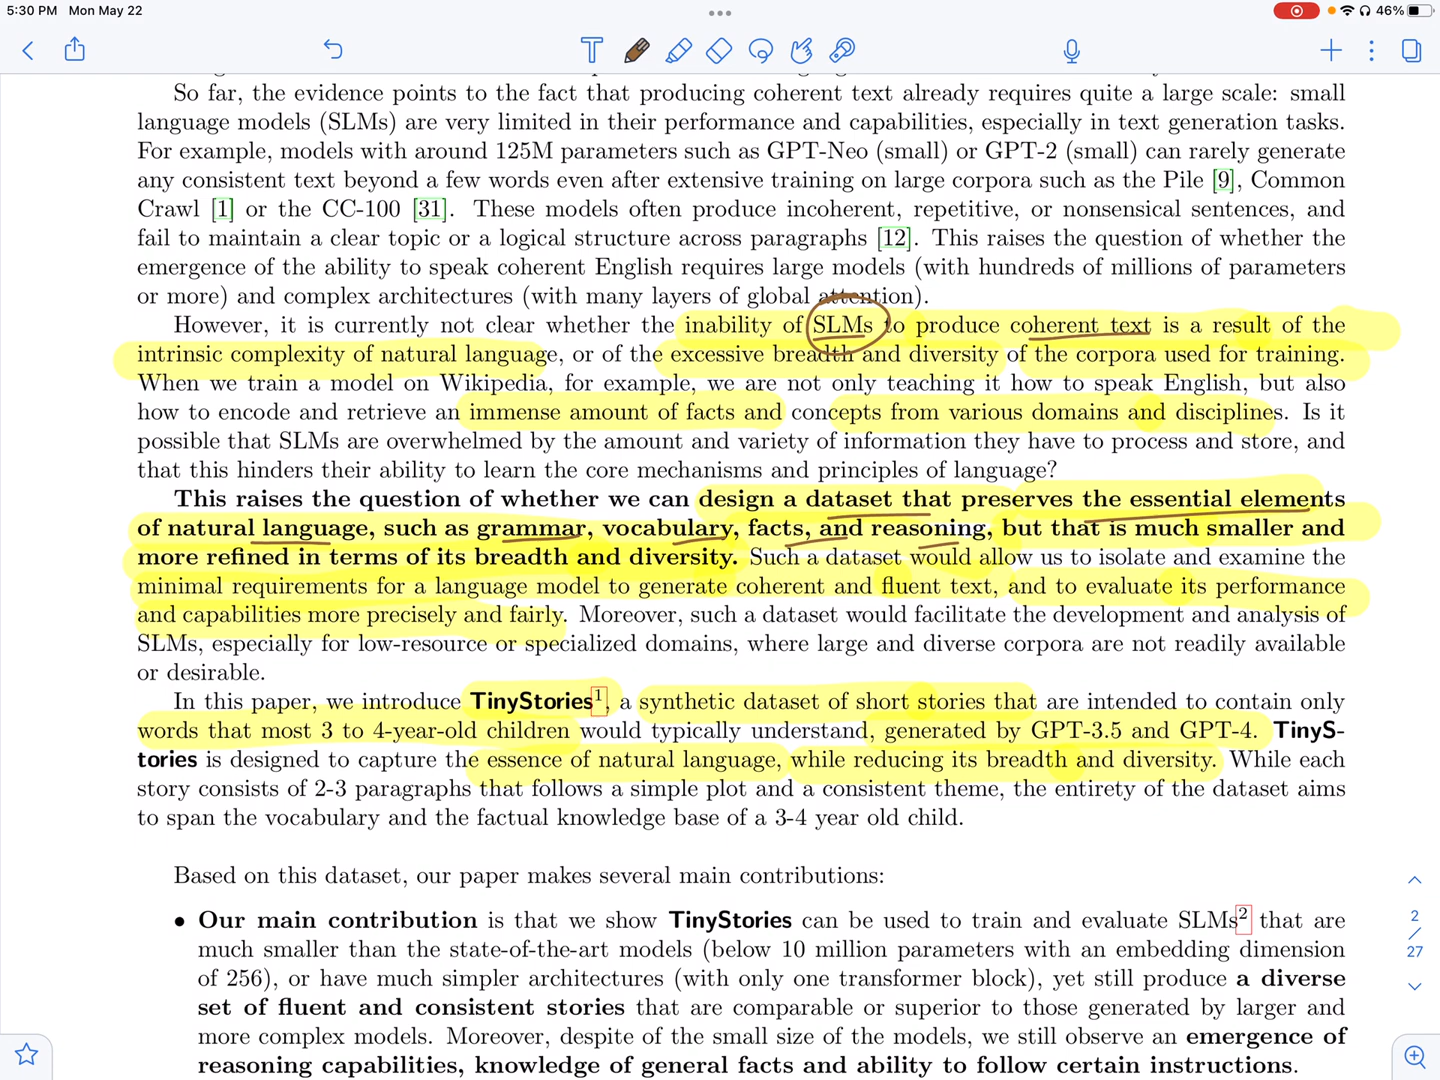 5:30 PM Mon May 22
46%
So far, the evidence points to the fact that producing coherent text already requires quite a large scale: small
language models (SLMs) are very limited in their performance and capabilities, especially in text generation tasks.
For example, models with around 125M parameters such as GPT-Neo (small) or GPT-2 (small) can rarely generate
any consistent text beyond a few words even after extensive training on large corpora such as the Pile [9], Common
Crawl [1] or the CC-100 [31]. These models often produce incoherent, repetitive, or nonsensical sentences, and
fail to maintain a clear topic or a logical structure across paragraphs [12]. This raises the question of whether the
emergence of the ability to speak coherent English requires large models (with hundreds of millions of parameters
or more) and complex architectures (with many layers of global attention).
However, it is currently not clear whether the inability of SLMs to produce coherent text is a result of the
intrinsic complexity of natural language, or of the excessive breadth and diversity of the corpora used for training.
When we train a model on Wikipedia, for example, we are not only teaching it how to speak English, but also
how to encode and retrieve an immense amount of facts and concepts from various domains and disciplines. Is it
possible that SLMs are overwhelmed by the amount and variety of information they have to process and store, and
that this hinders their ability to learn the core mechanisms and principles of language?
This raises the question of whether we can design a dataset that preserves the essential elements
of natural language, such as grammar, vocabulary, facts, and reasoning, but that is much smaller and
more refined in terms of its breadth and diversity. Such a dataset would allow us to isolate and examine the
minimal requirements for a language model to generate coherent and fluent text, and to evaluate its performance
and capabilities more precisely and fairly. Moreover, such a dataset would facilitate the development and analysis of
SLMs, especially for low-resource or specialized domains, where large and diverse corpora are not readily available
or desirable.
In this paper, we introduce TinyStories1, a synthetic dataset of short stories that are intended to contain only
words that most 3 to 4-year-old children would typically understand, generated by GPT-3.5 and GPT-4. TinyS-
tories is designed to capture the essence of natural language, while reducing its breadth and diversity. While each
story consists of 2-3 paragraphs that follows a simple plot and a consistent theme, the entirety of the dataset aims
to span the vocabulary and the factual knowledge base of a 3-4 year old child.
Based on this dataset, our paper makes several main contributions:
• Our main contribution is that we show TinyStories can be used to train and evaluate SLMs2 that are
much smaller than the state-of-the-art models (below 10 million parameters with an embedding dimension
of 256), or have much simpler architectures (with only one transformer block), yet still produce a diverse
set of fluent and consistent stories that are comparable or superior to those generated by larger and
more complex models. Moreover, despite of the small size of the models, we still observe an emergence of
reasoning capabilities, knowledge of general facts and ability to follow certain instructions.
2
/
27